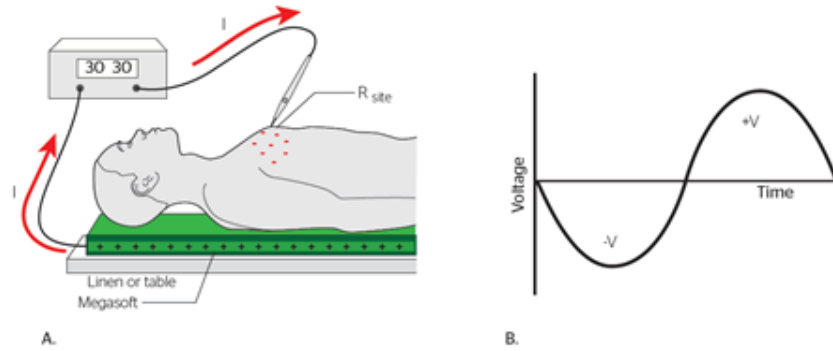 I
30 30
R site
I
+ + + + + + + + + + + + + + + +
Linen or table
Megasoft
A.
Voltage
+V
Time
-V
B.